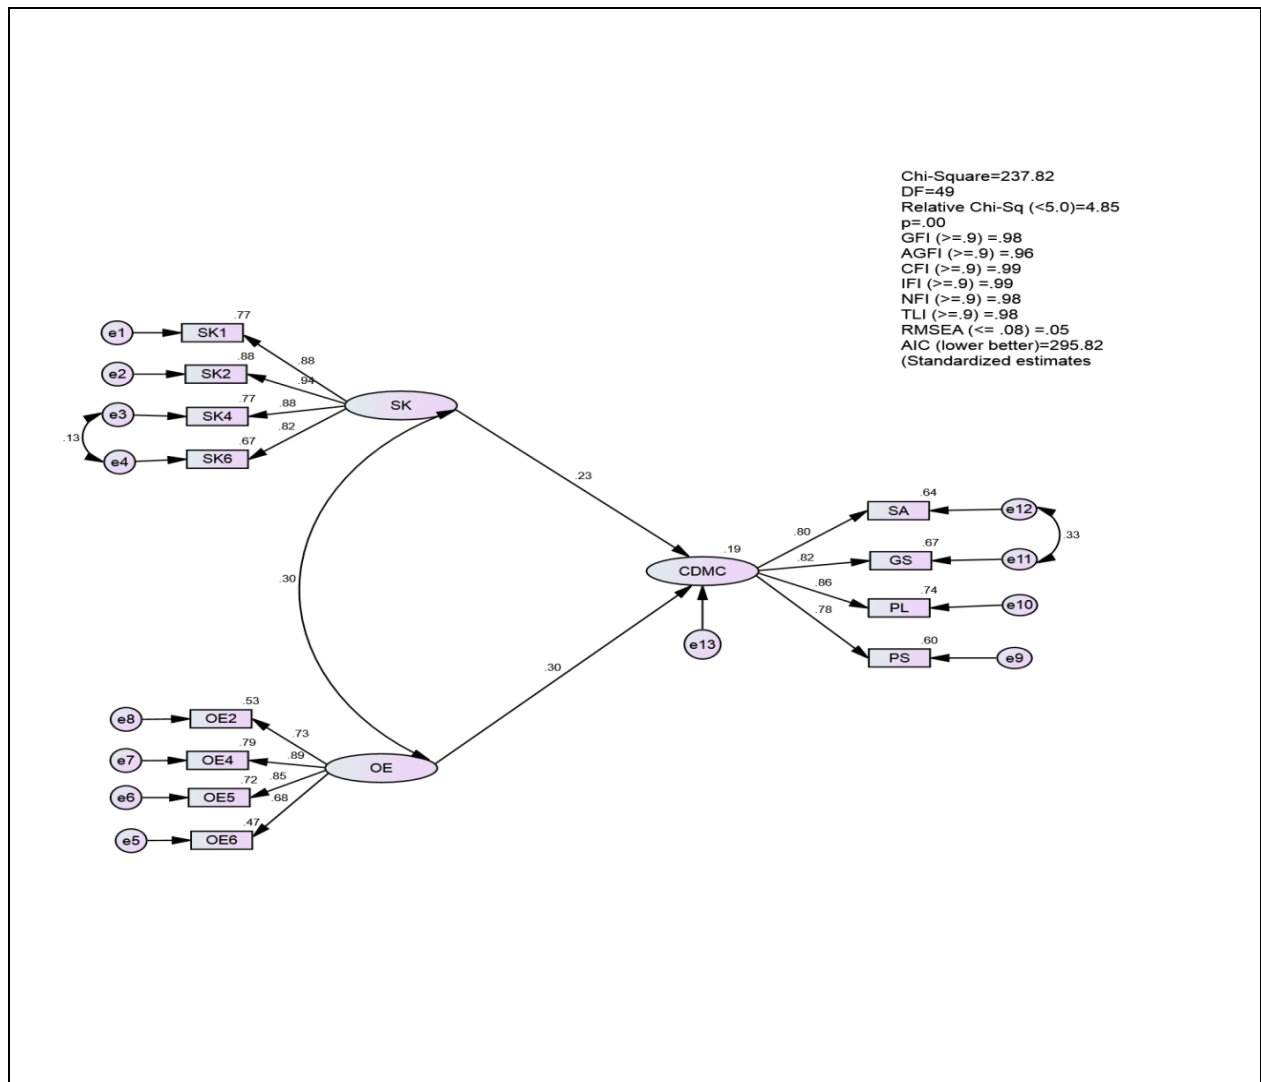 Chi-Square=237.82
DF=49
Relative Chi-Sq (<5.0)=4.85
p=.00
GFI (>=.9) =.98
AGFI (>=.9) =.96
CFI (>=.9) =.99
IFI (>=.9) =.99
NFI (>=.9) =.98
TLI (>=.9) =.98
RMSEA (<= .08) =.05
AIC (lower better)=295.82
(Standardized estimates
.77
e1
SK1
.88
.88
e2
SK2
.94
.77
e3
SK4
.88
SK
.13
.82
.67
e4
SK6
.23
.30
.64
SA
e12
.80
.33
.67
GS
e11
.82
.19
CDMC
.86
.74
PL
e10
.78
.60
PS
e9
e13
.30
.53
e8
OE2
.73
.79
e7
OE4
.89
OE
.72
.85
e6
OE5
.68
.47
e5
OE6